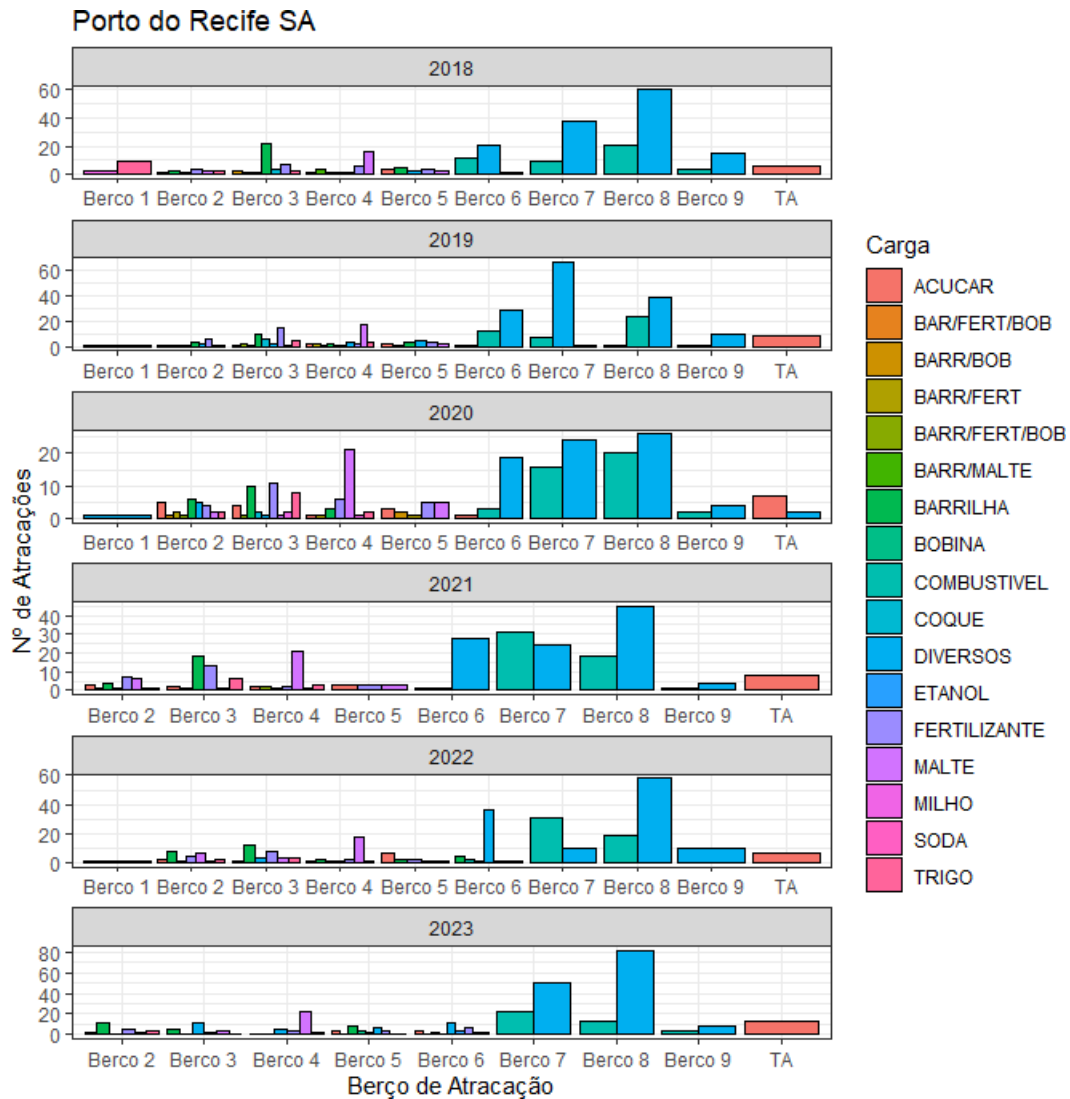 Porto do Recife SA
2018
60
40
20
0
Berco 1 Berco 2 Berco 3 Berco 4 Berco 5 Berco 6 Berco 7 Berco 8 Berco 9 TA
2019
60
40
20
0
Berco 1 Berco 2 Berco 3 Berco 4 Berco 5 Berco 6 Berco 7 Berco 8 Berco 9 TA
2020
20
10
0
Berco 1 Berco 2 Berco 3 Berco 4 Berco 5 Berco 6 Berco 7 Berco 8 Berco 9 TA
2021
40
30
20
10
0
Berco 2 Berco 3 Berco 4 Berco 5 Berco 6 Berco 7 Berco 8 Berco 9 TA
2022
60
40
20
0
Berco 1 Berco 2 Berco 3 Berco 4 Berco 5 Berco 6 Berco 7 Berco 8 Berco 9 TA
2023
80
60
40
20
0
Berco 2 Berco 3 Berco 4 Berco 5 Berco 6 Berco 7 Berco 8 Berco 9 TA
Berço de Atracação
Nº de Atracações
Carga
ACUCAR
BAR/FERT/BOB
BARR/BOB
BARR/FERT
BARR/FERT/BOB
BARR/MALTE
BARRILHA
BOBINA
COMBUSTIVEL
COQUE
DIVERSOS
ETANOL
FERTILIZANTE
MALTE
MILHO
SODA
TRIGO